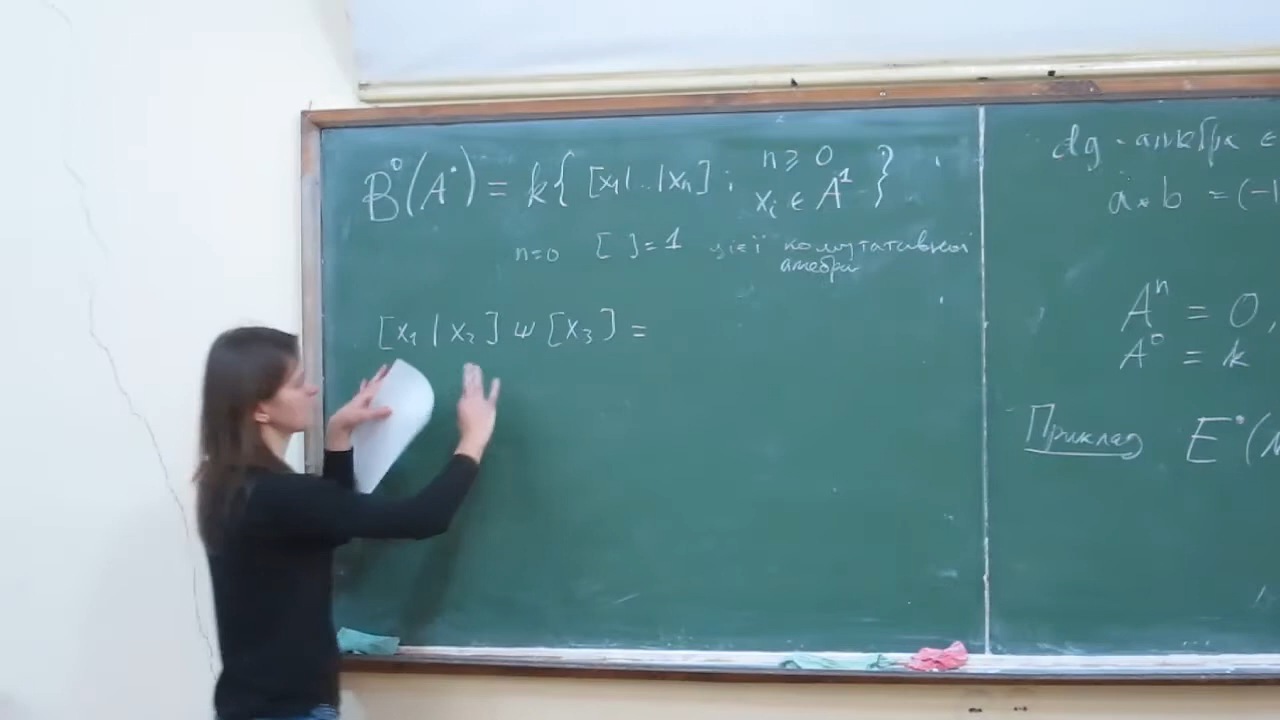 B⁰(A˙) = k{ [x₁|..|xₙ] ; n ≥ 0
xᵢ ∈ A¹ }
n=0 [ ]=1 цієї комутативної
алгебри
[x₁ | x₂] ш [x₃] =
dg - алгебра є
a·b = (-1
Aⁿ = 0,
A⁰ = k
Приклад E˙(